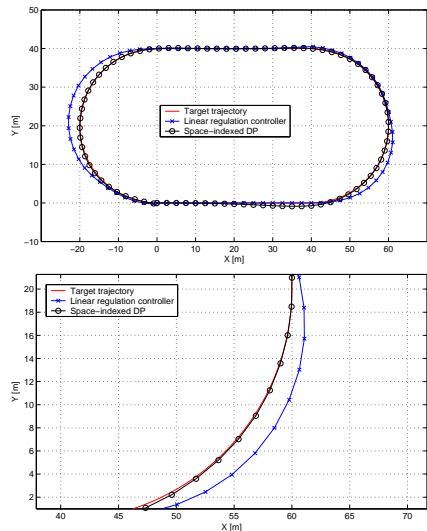 50
40
30
20
10
0
−10
Y [m]
Target trajectory
Linear regulation controller
Space−indexed DP
−20 −10 0 10 20 30 40 50 60
X [m]
20
18
16
14
12
10
8
6
4
2
Y [m]
Target trajectory
Linear regulation controller
Space−indexed DP
40 45 50 55 60 65 70
X [m]